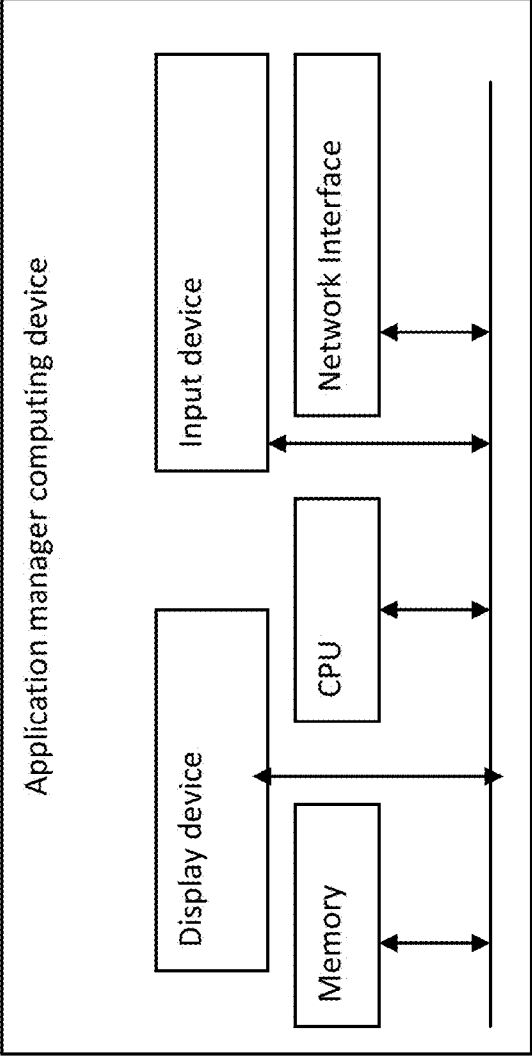 Application manager computing device
Display device
Input device
Memory
CPU
Network Interface